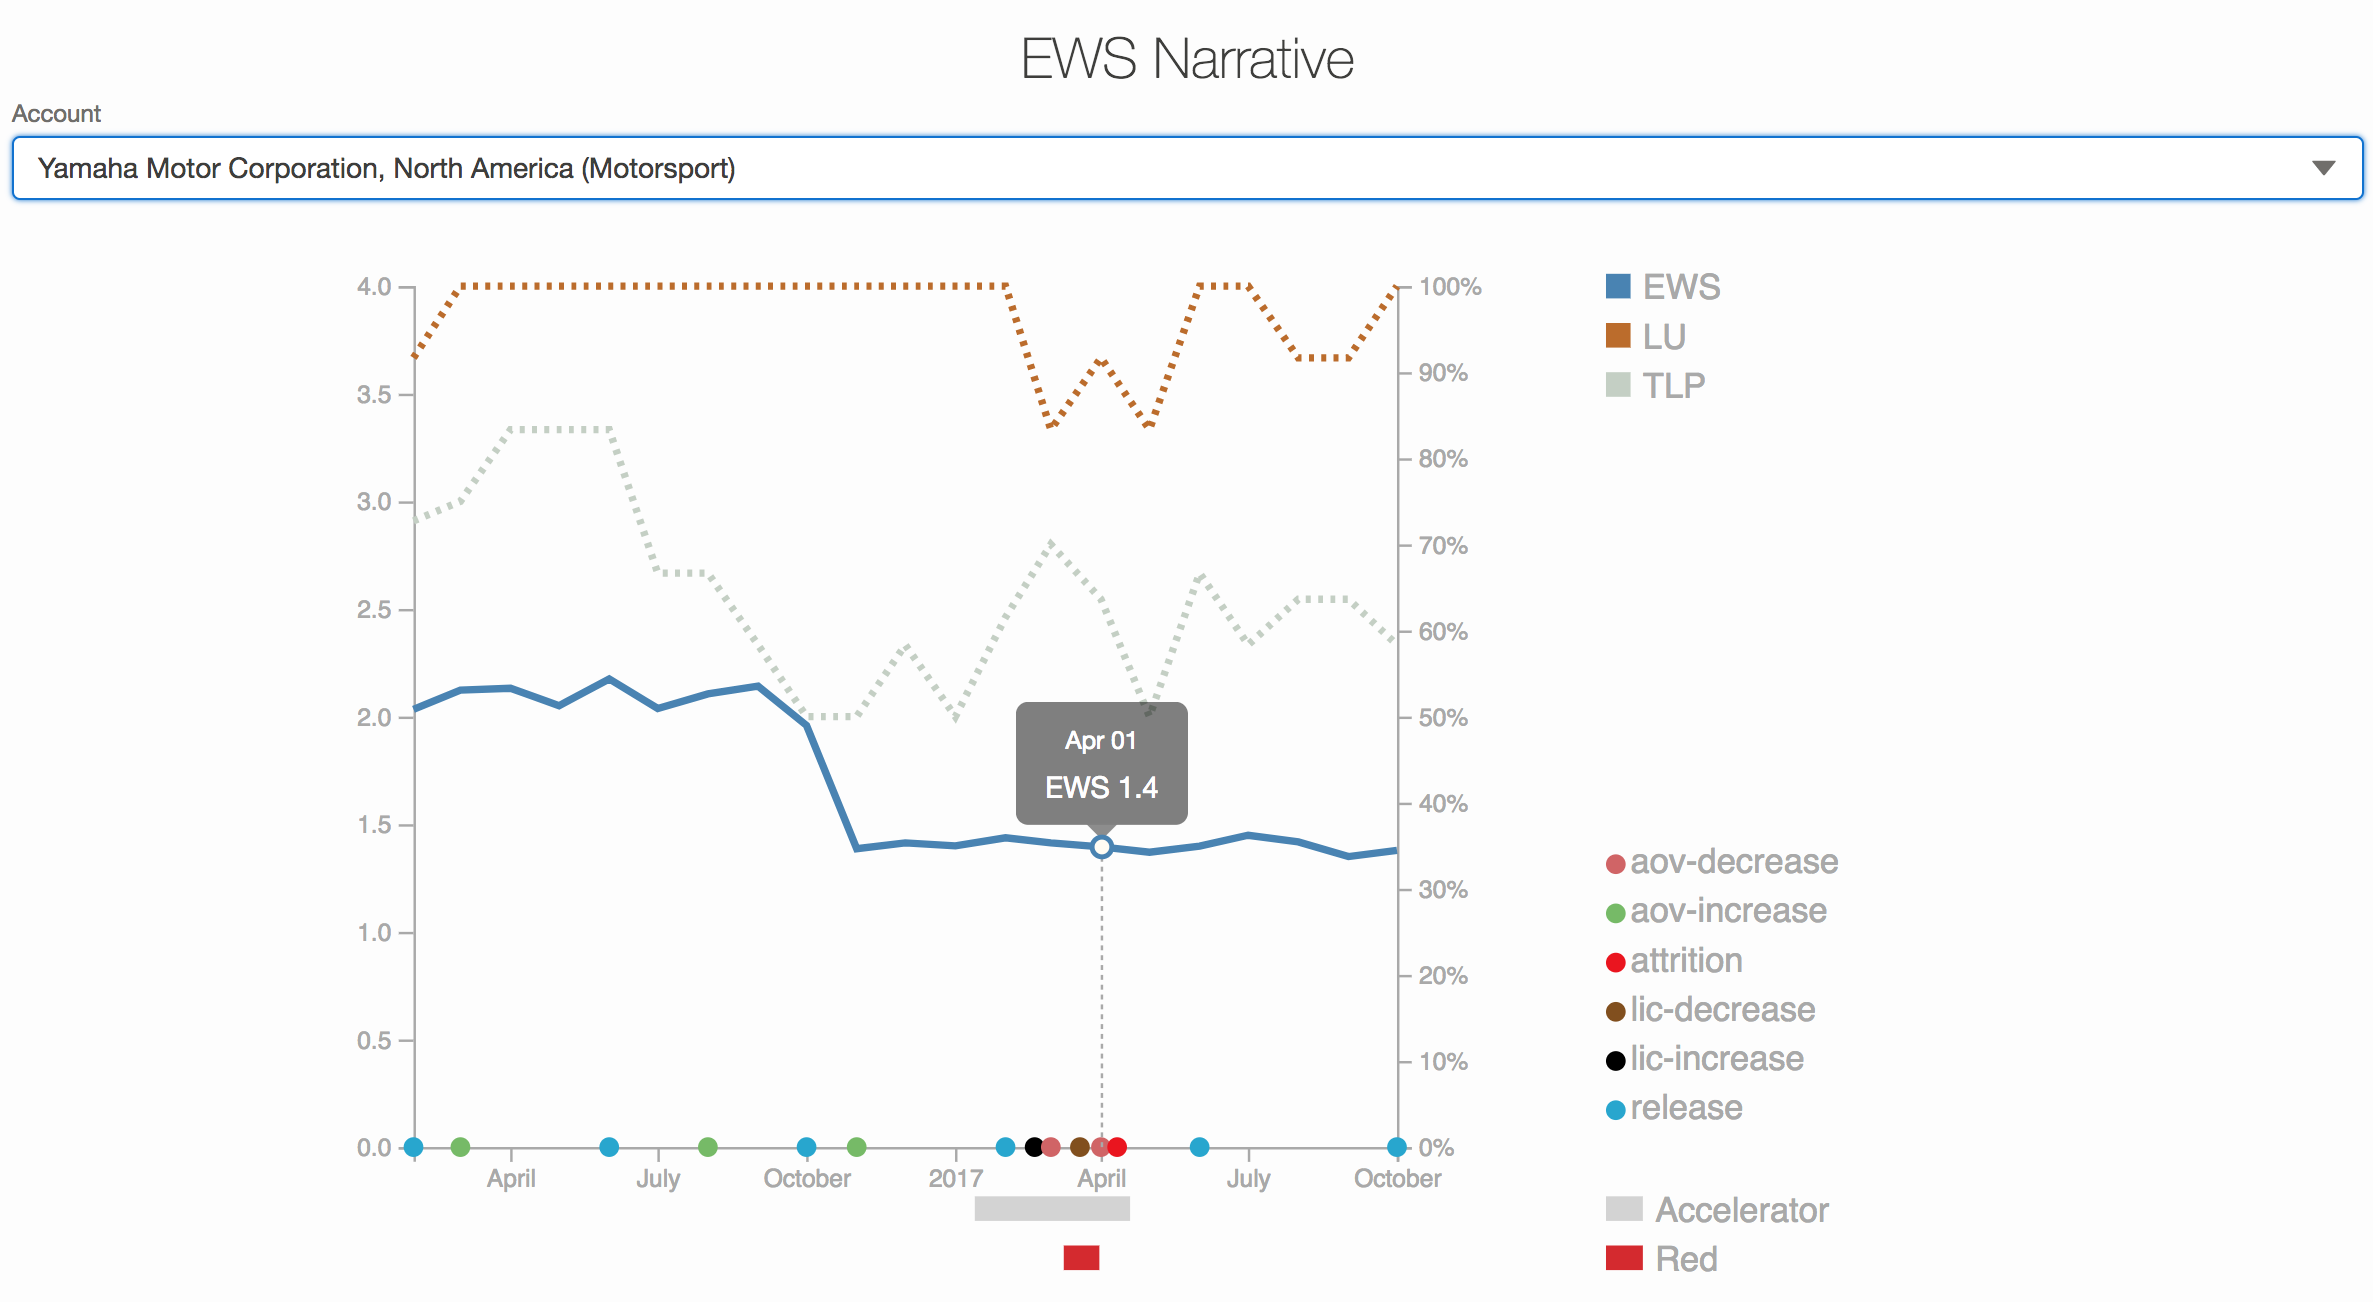 EWS Narrative
Account
Yamaha Motor Corporation, North America (Motorsport)
4.0
3.5
3.0
2.5
2.0
1.5
1.0
0.5
0.0
100%
90%
80%
70%
60%
50%
40%
30%
20%
10%
0%
Apr 01
EWS 1.4
April
July
October
2017
April
July
October
EWS
LU
TLP
aov-decrease
aov-increase
attrition
lic-decrease
lic-increase
release
Accelerator
Red